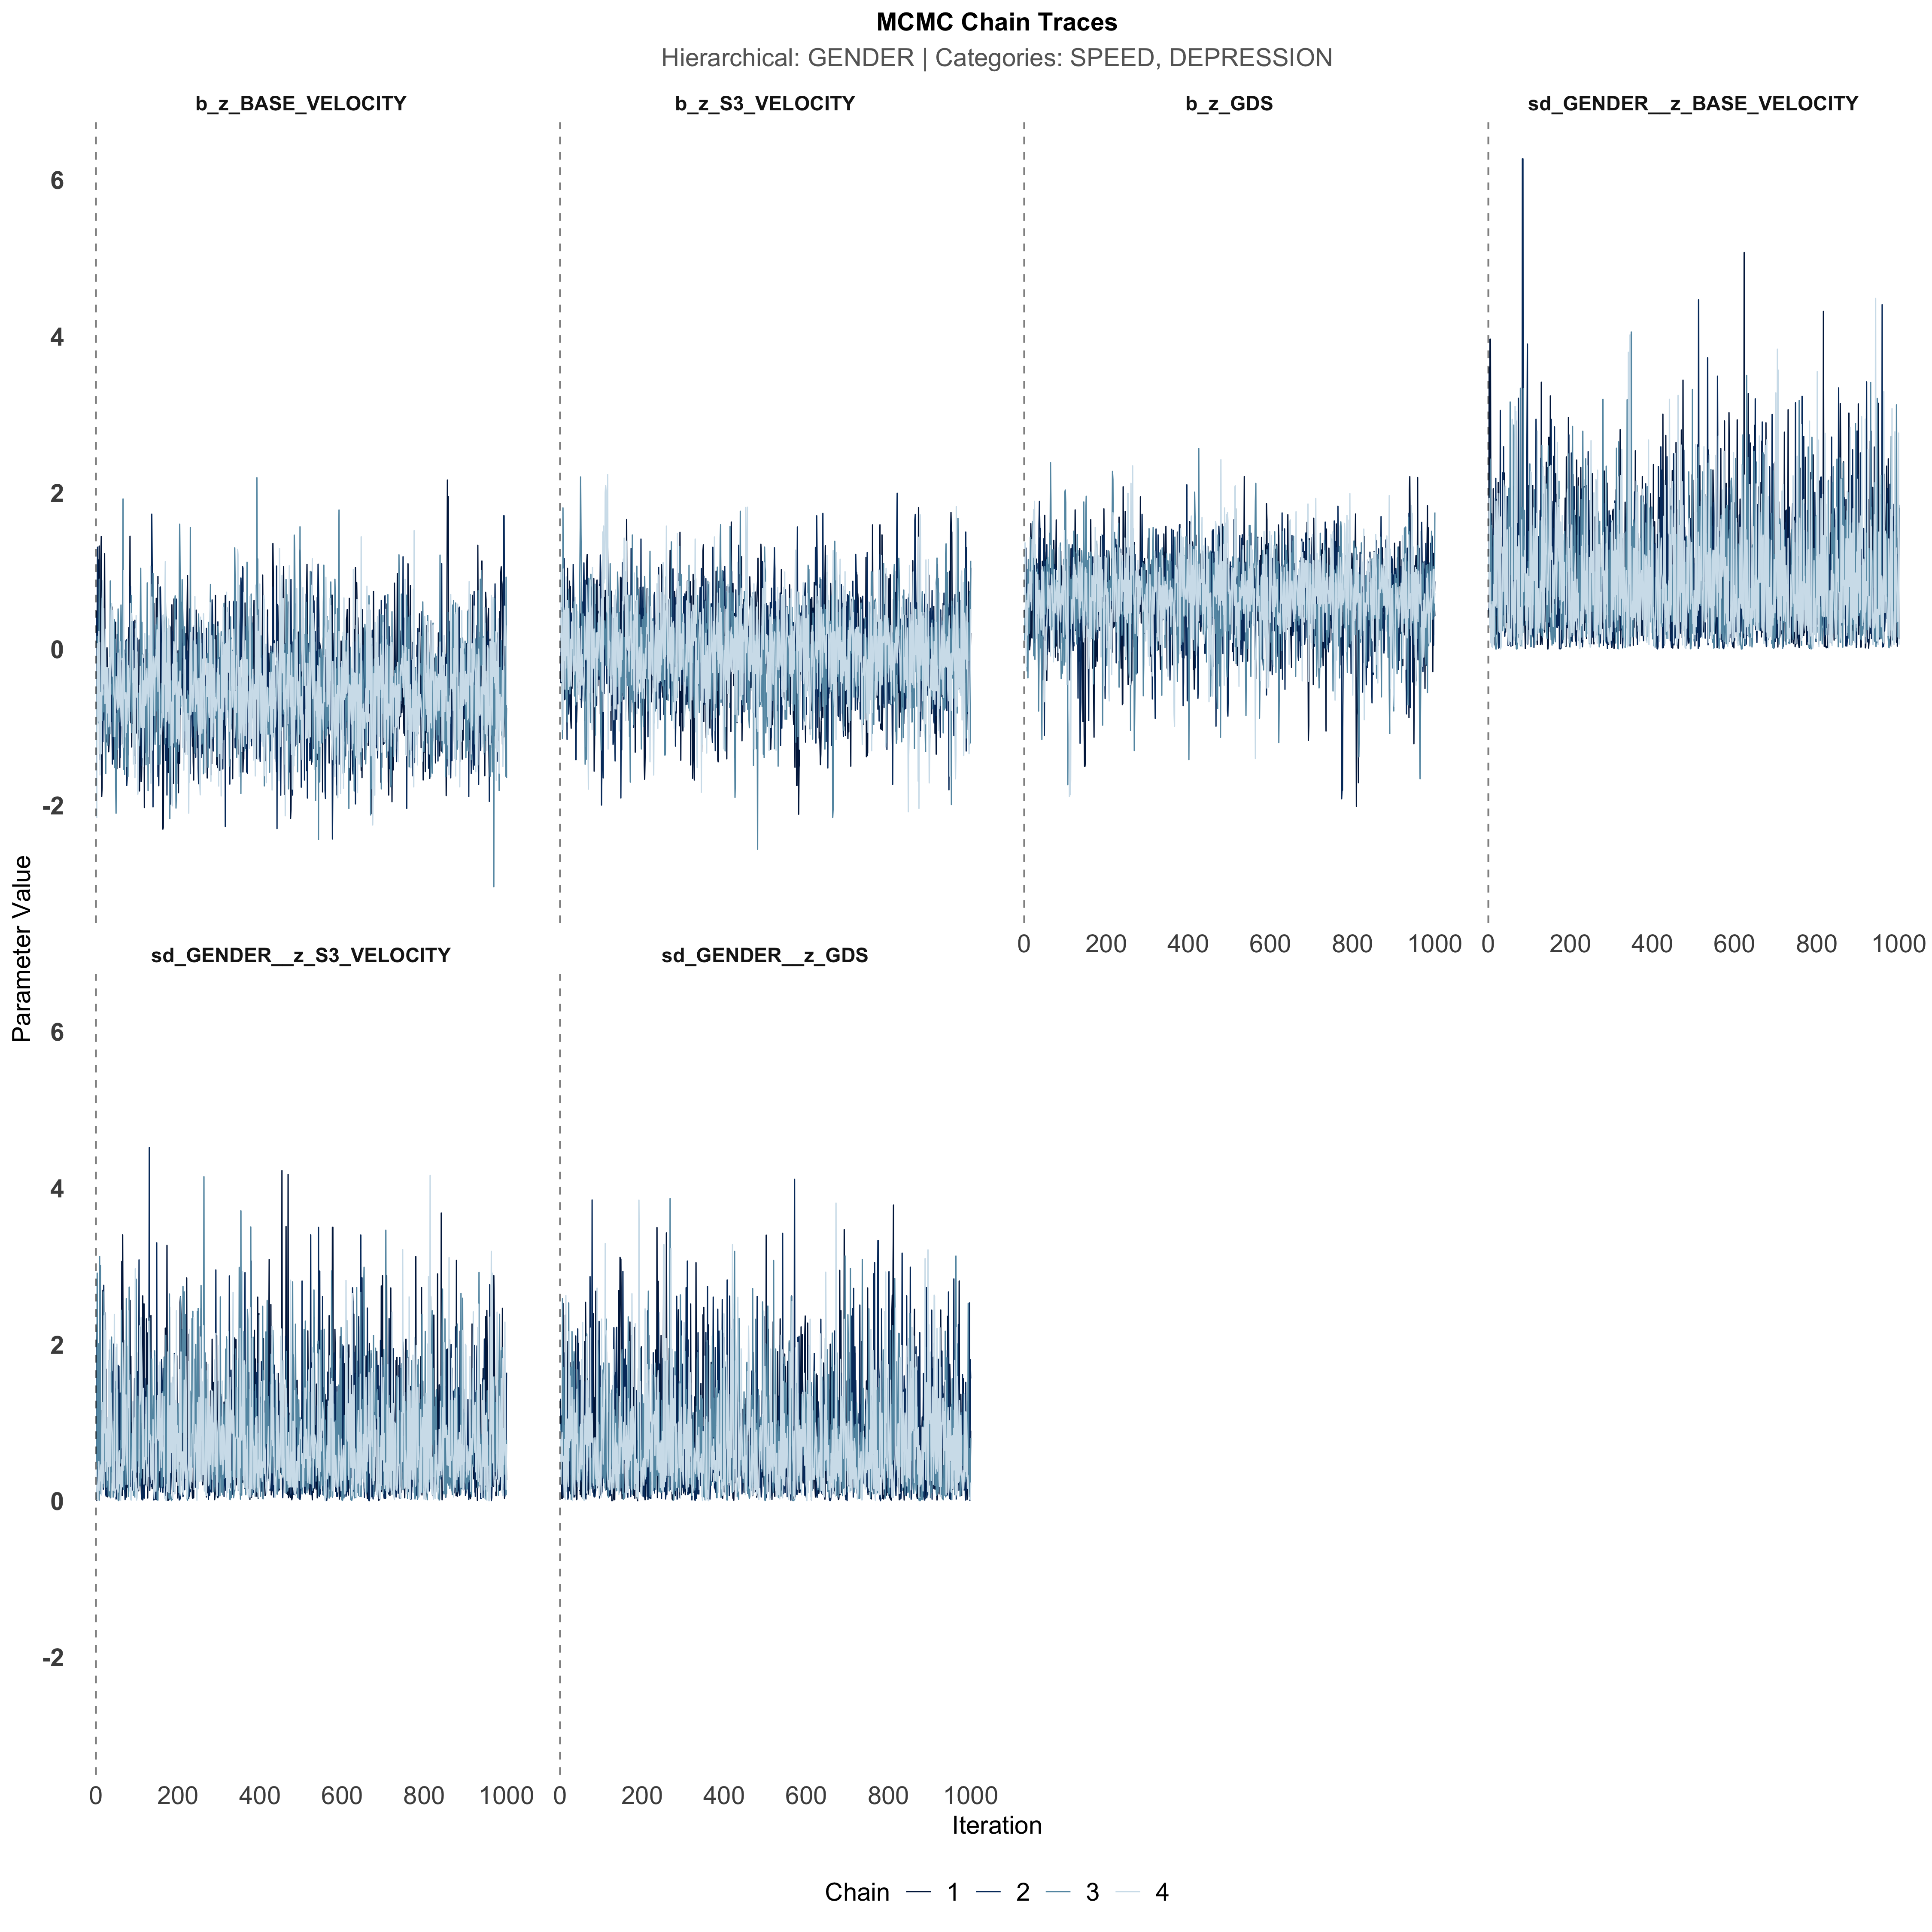 MCMC Chain Traces
Hierarchical: GENDER | Categories: SPEED, DEPRESSION
b_z_BASE_VELOCITY
b_z_S3_VELOCITY
b_z_GDS
sd_GENDER__z_BASE_VELOCITY
6
4
2
0
-2
0 200 400 600 800 1000
0 200 400 600 800 1000
Parameter Value
sd_GENDER__z_S3_VELOCITY
sd_GENDER__z_GDS
6
4
2
0
-2
0 200 400 600 800 1000
0 200 400 600 800 1000
Iteration
Chain 1 2 3 4